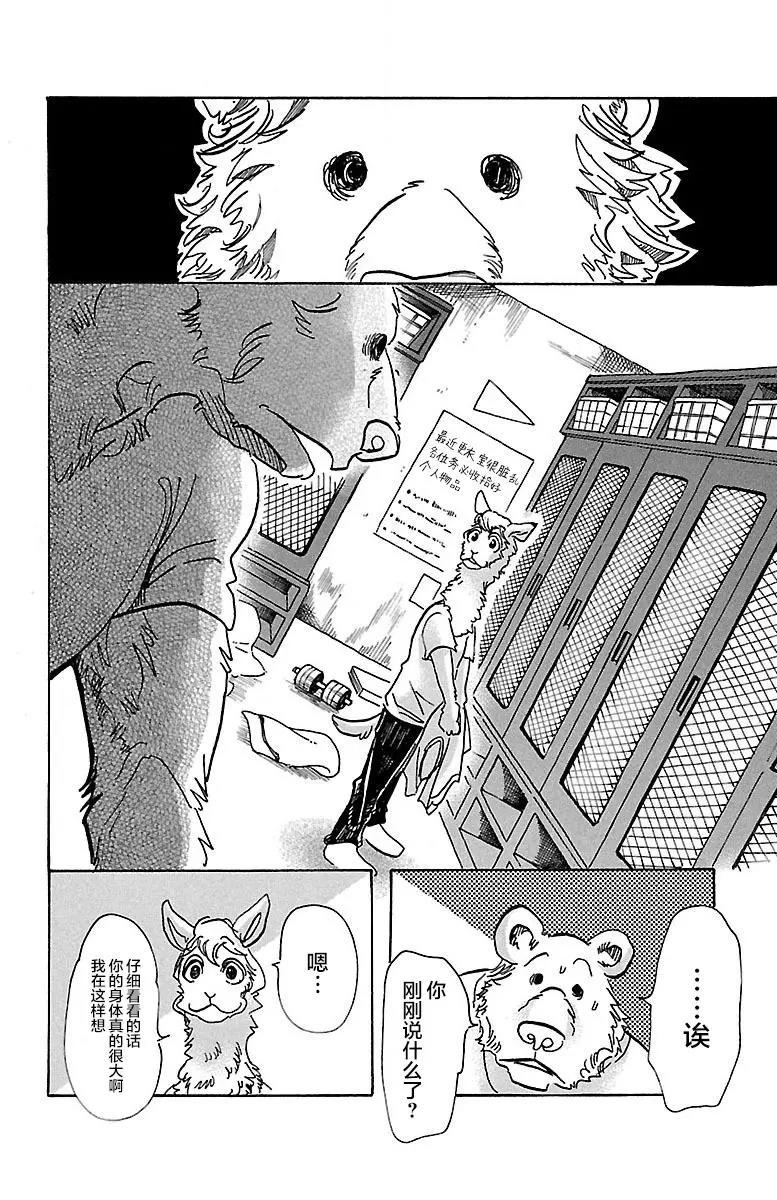 最近更衣室很脏乱
各位务必收拾好
个人物品
……诶
你
刚刚说什么了?
嗯…
仔细看看的话
你的身体真的很大啊
我在这样想